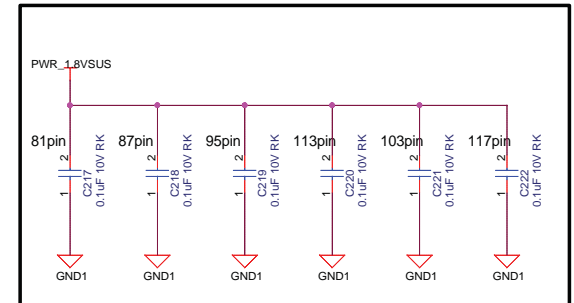 PWR_1.8VSUS
81pin 87pin 95pin 113pin 103pin 117pin
2 2 2 2 2 2
1 1 1 1 1 1
C217
0.1uF 10V RK
C218
0.1uF 10V RK
C219
0.1uF 10V RK
C220
0.1uF 10V RK
C221
0.1uF 10V RK
C222
0.1uF 10V RK
GND1 GND1 GND1 GND1 GND1 GND1